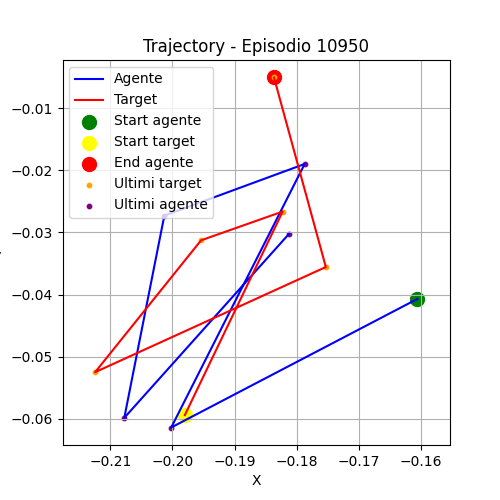 Trajectory - Episodio 10950
Agente
Target
Start agente
Start target
End agente
Ultimi target
Ultimi agente
−0.01
−0.02
−0.03
−0.04
−0.05
−0.06
−0.21
−0.20
−0.19
−0.18
−0.17
−0.16
X